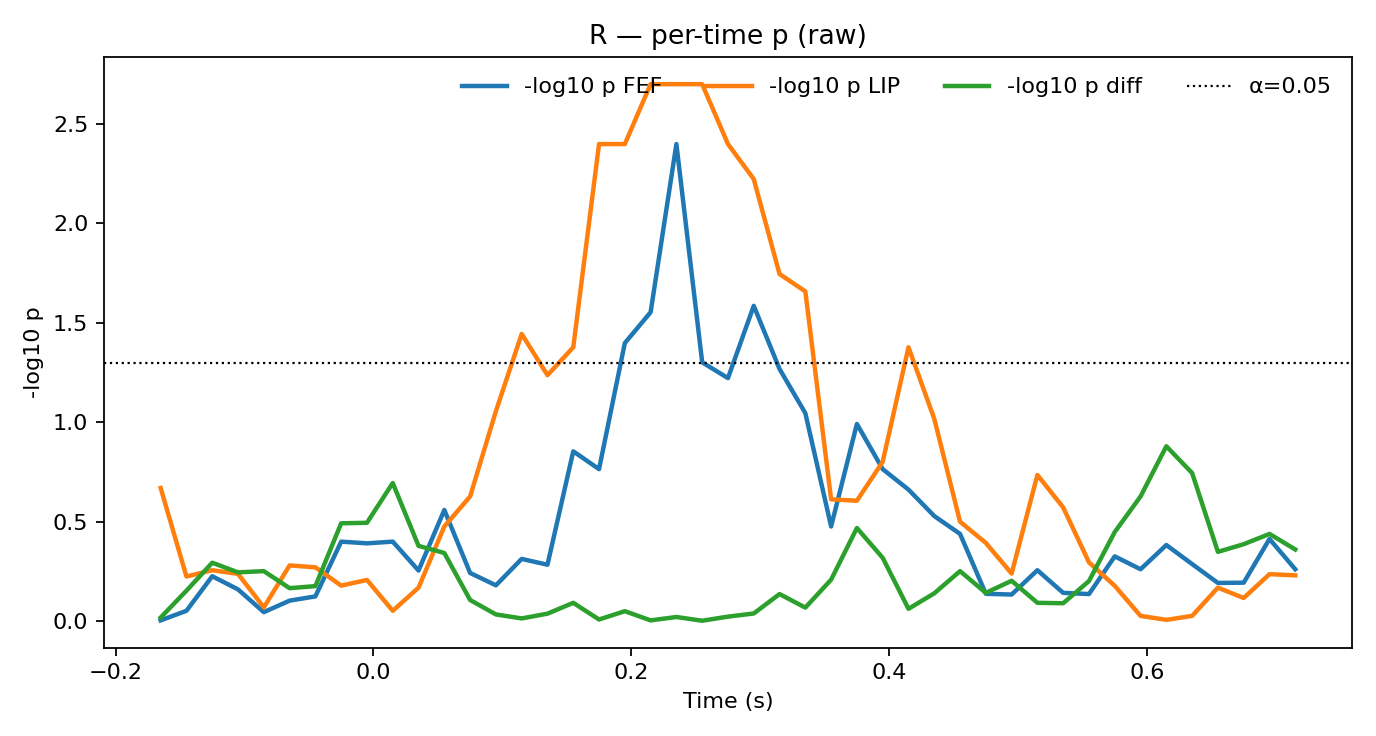 R — per-time p (raw)
-log10 p FEF -log10 p LIP -log10 p diff α=0.05
-log10 p
2.5
2.0
1.5
1.0
0.5
0.0
−0.2 0.0 0.2 0.4 0.6
Time (s)